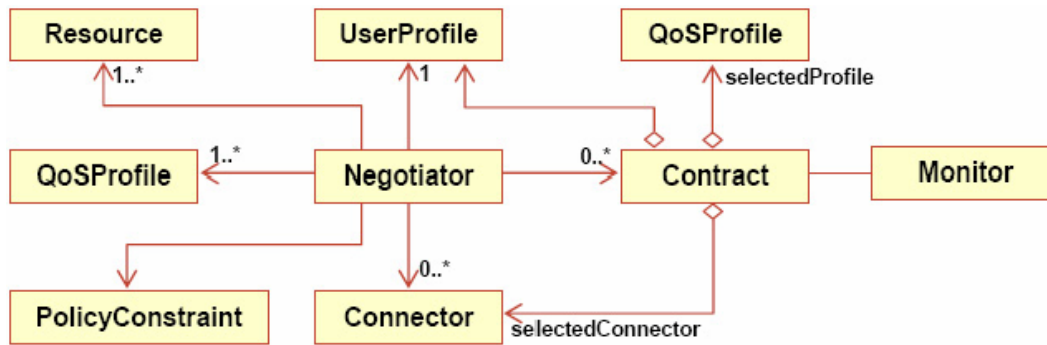 Resource
UserProfile
QoSProfile
1..*
1
selectedProfile
1..*
0..*
QoSProfile
Negotiator
Contract
Monitor
0..*
PolicyConstraint
Connector
selectedConnector